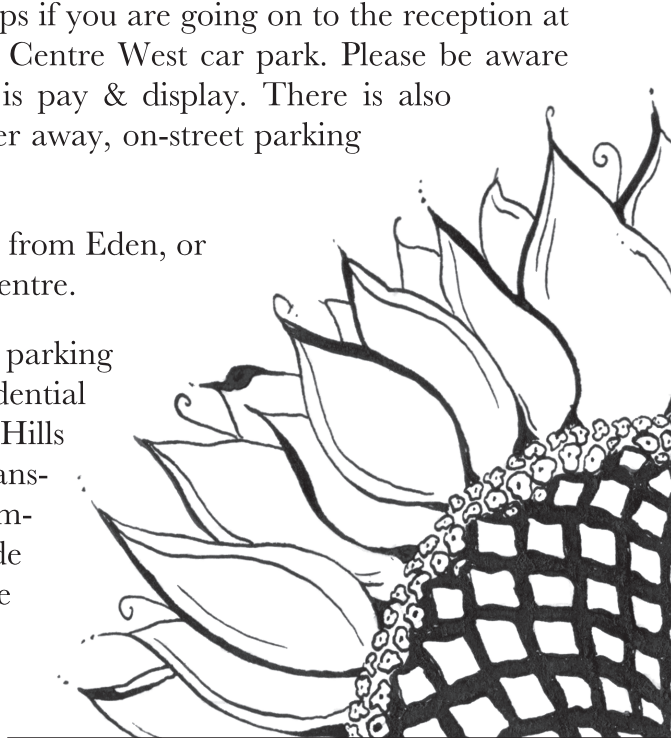 ps if you are going on to the reception at
Centre West car park. Please be aware
is pay & display. There is also
er away, on-street parking
from Eden, or
entre.
parking
dential
Hills
ans-
m-
de
e